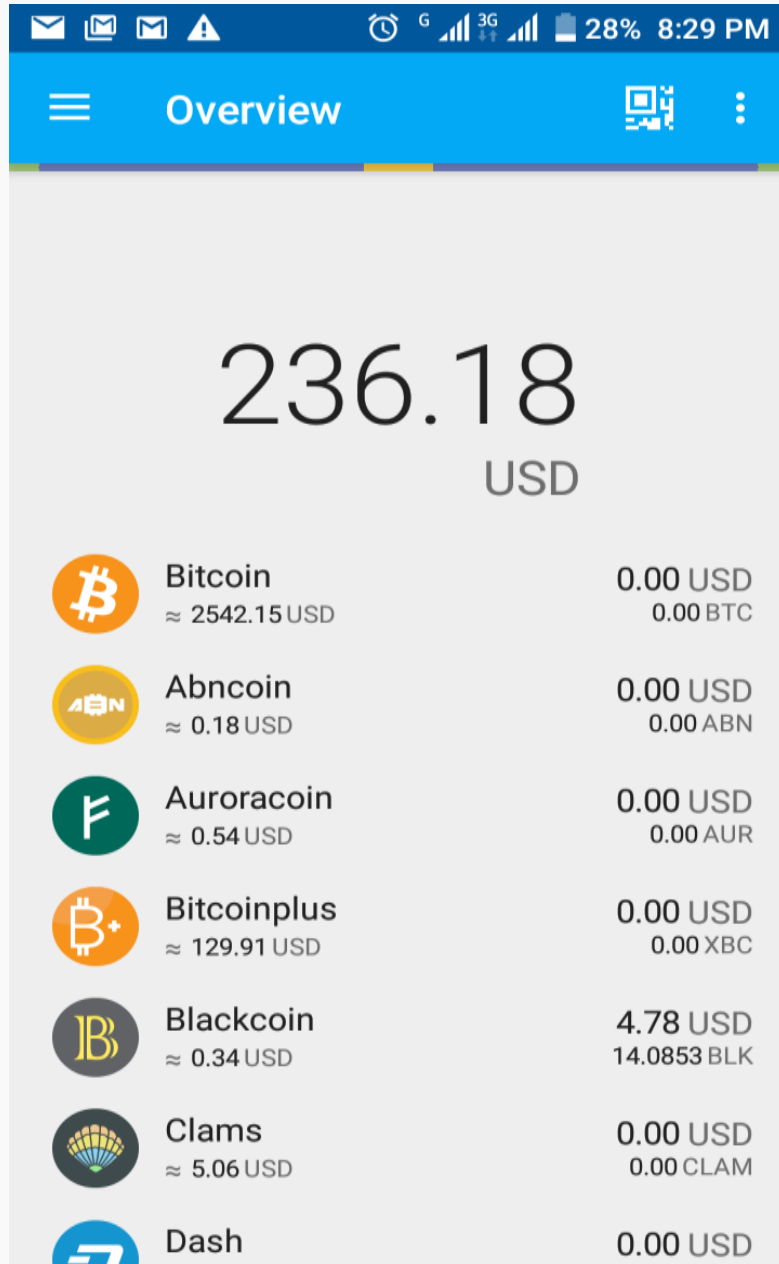 G 3G 28% 8:29 PM
Overview
236.18
USD
Bitcoin 0.00 USD
≈ 2542.15 USD 0.00 BTC
ABN
Abncoin 0.00 USD
≈ 0.18 USD 0.00 ABN
Auroracoin 0.00 USD
≈ 0.54 USD 0.00 AUR
Bitcoinplus 0.00 USD
≈ 129.91 USD 0.00 XBC
Blackcoin 4.78 USD
≈ 0.34 USD 14.0853 BLK
Clams 0.00 USD
≈ 5.06 USD 0.00 CLAM
Dash 0.00 USD